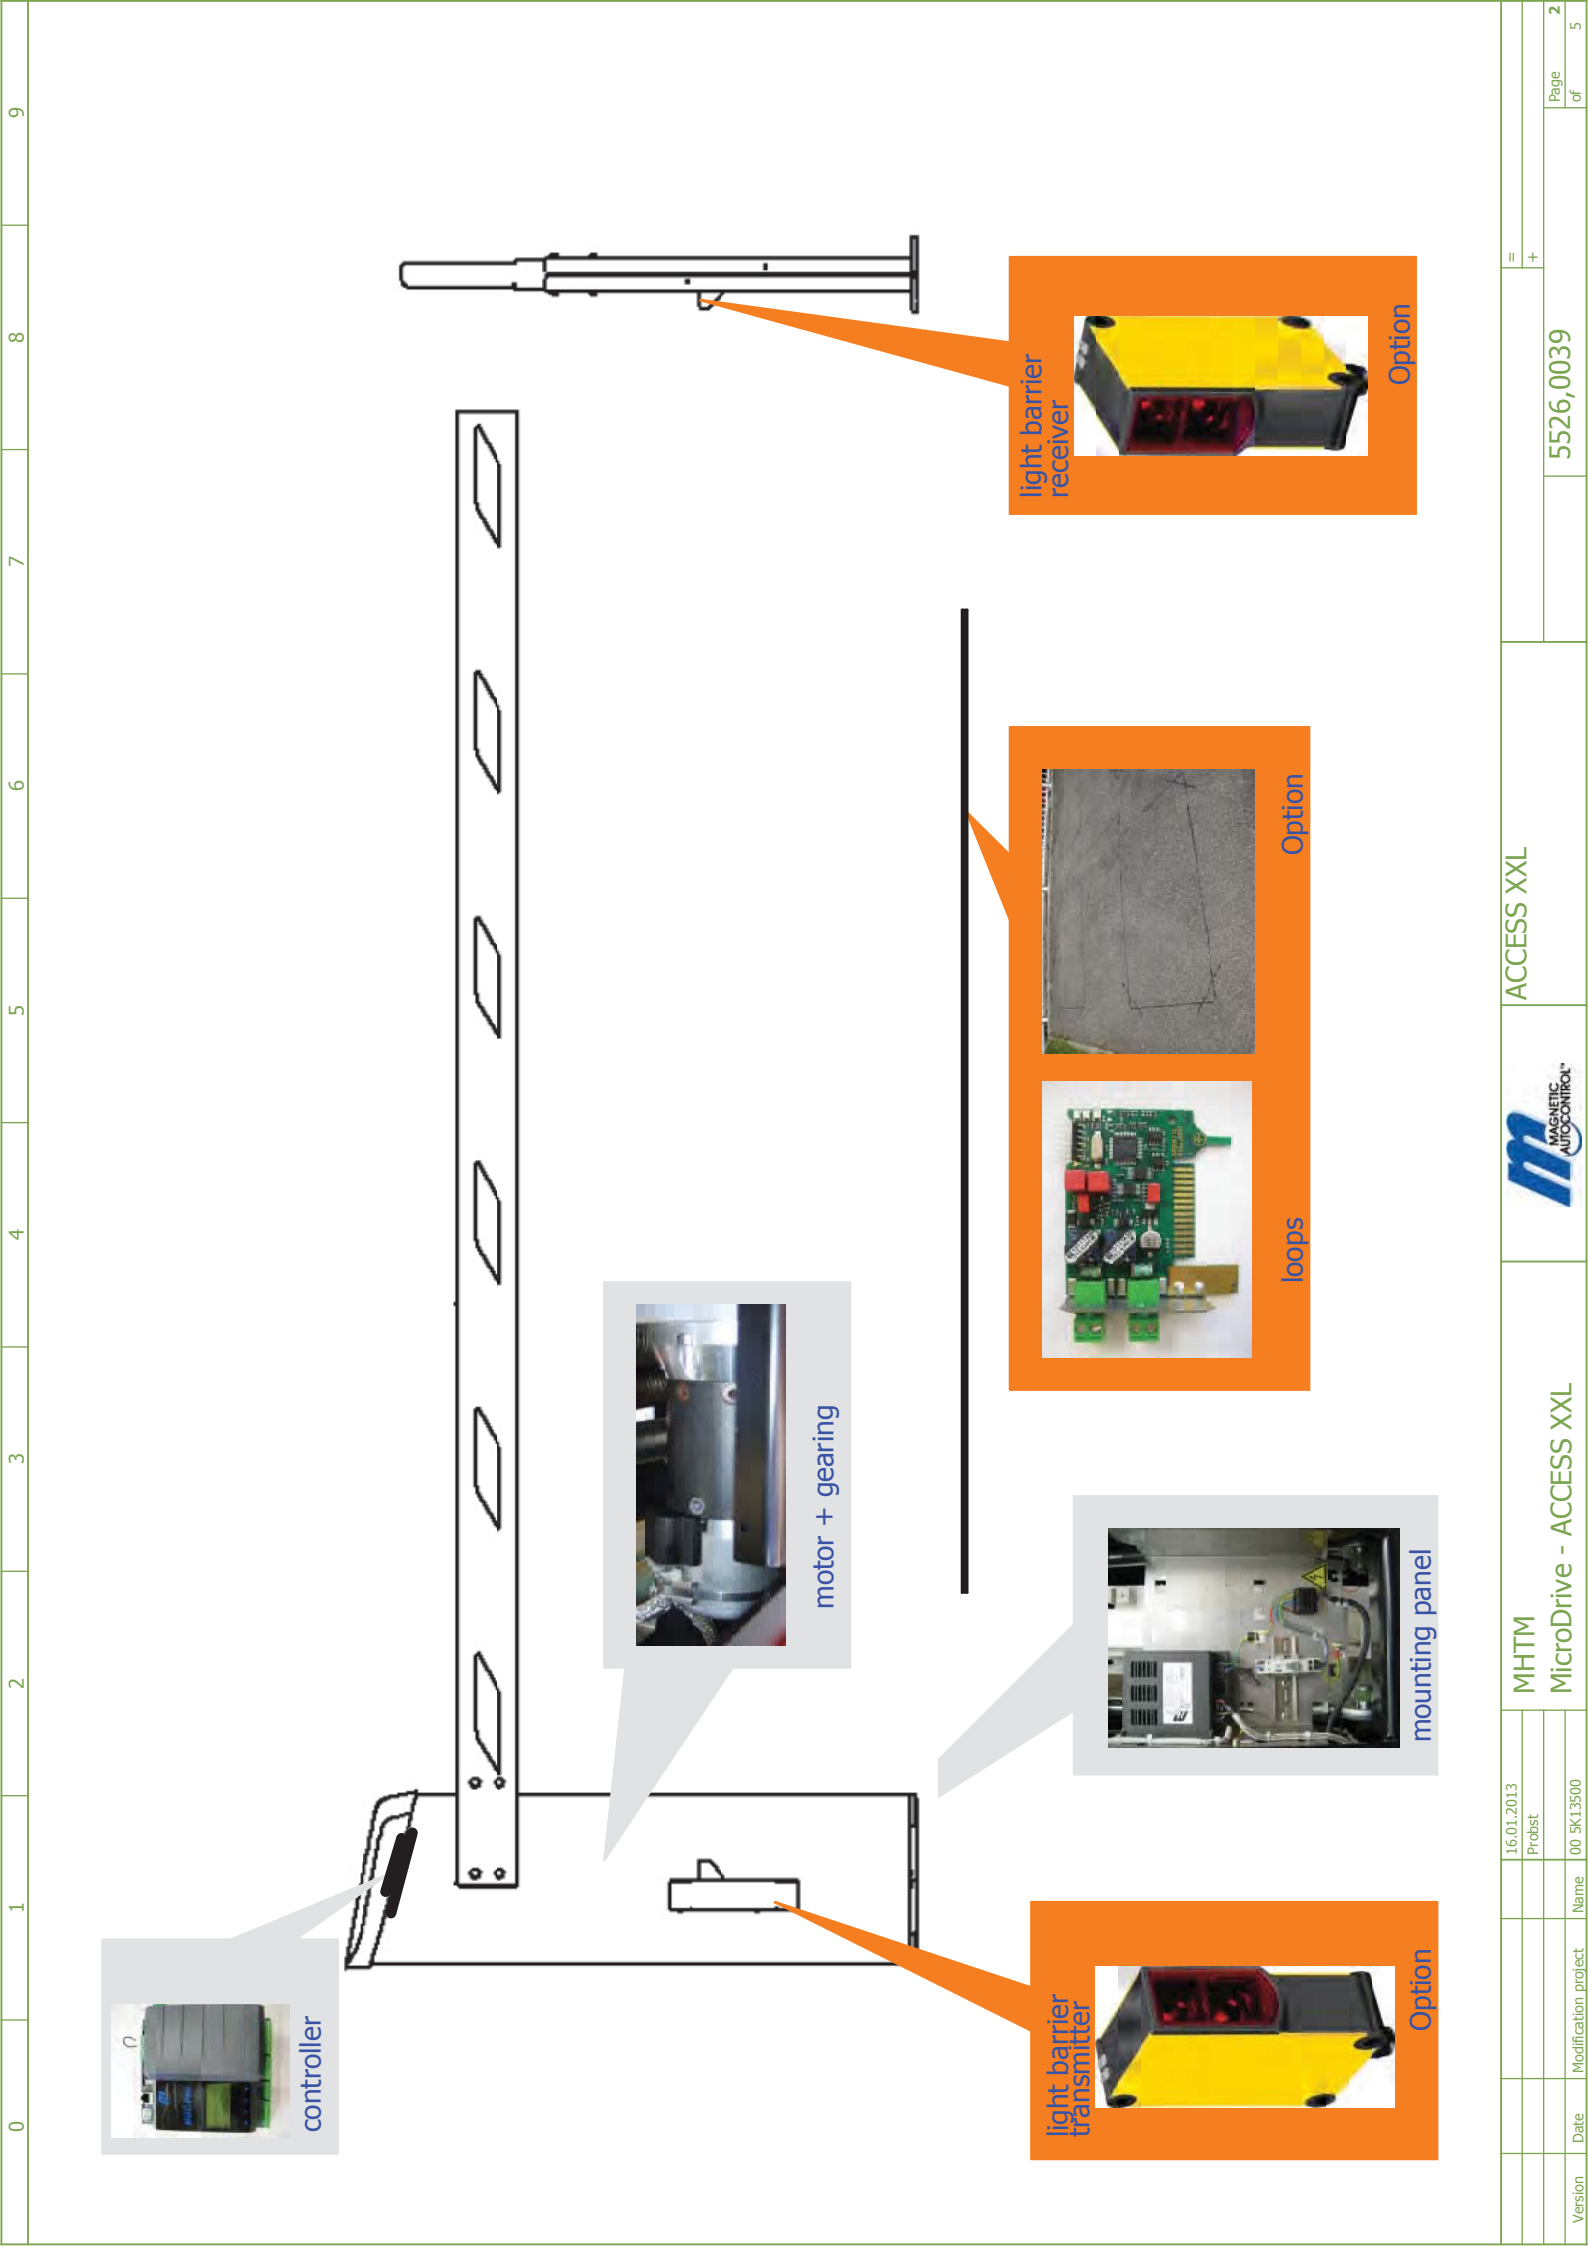 0 1 2 3 4 5 6 7 8 9
controller
motor + gearing
light barrier
transmitter
Option
mounting panel
loops
Option
light barrier
receiver
Option
16.01.2013
Probst
00 5K13500
Version Date Modification project Name
MHTM
MicroDrive - ACCESS XXL
MAGNETIC
AUTOCONTROL™
ACCESS XXL
=
+
5526,0039
Page 2
of 5